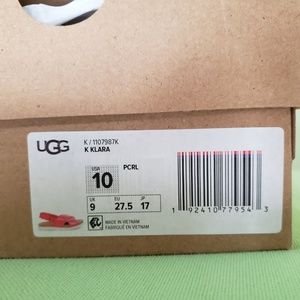 UGG
K / 1107987K
K KLARA
USA
10
PCRL
UK
9
EU
27.5
JP
17
MADE IN VIETNAM
FABRIQUÉ EN VIETNAM
1 92410 77954 3